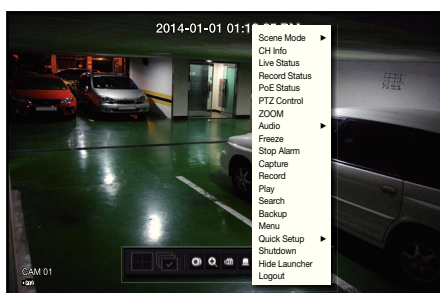 2014-01-01 01:1
Scene Mode
CH Info
Live Status
Record Status
PoE Status
PTZ Control
ZOOM
Audio
Freeze
Stop Alarm
Capture
Record
Play
Search
Backup
Menu
Quick Setup
Shutdown
Hide Launcher
Logout
CAM 01